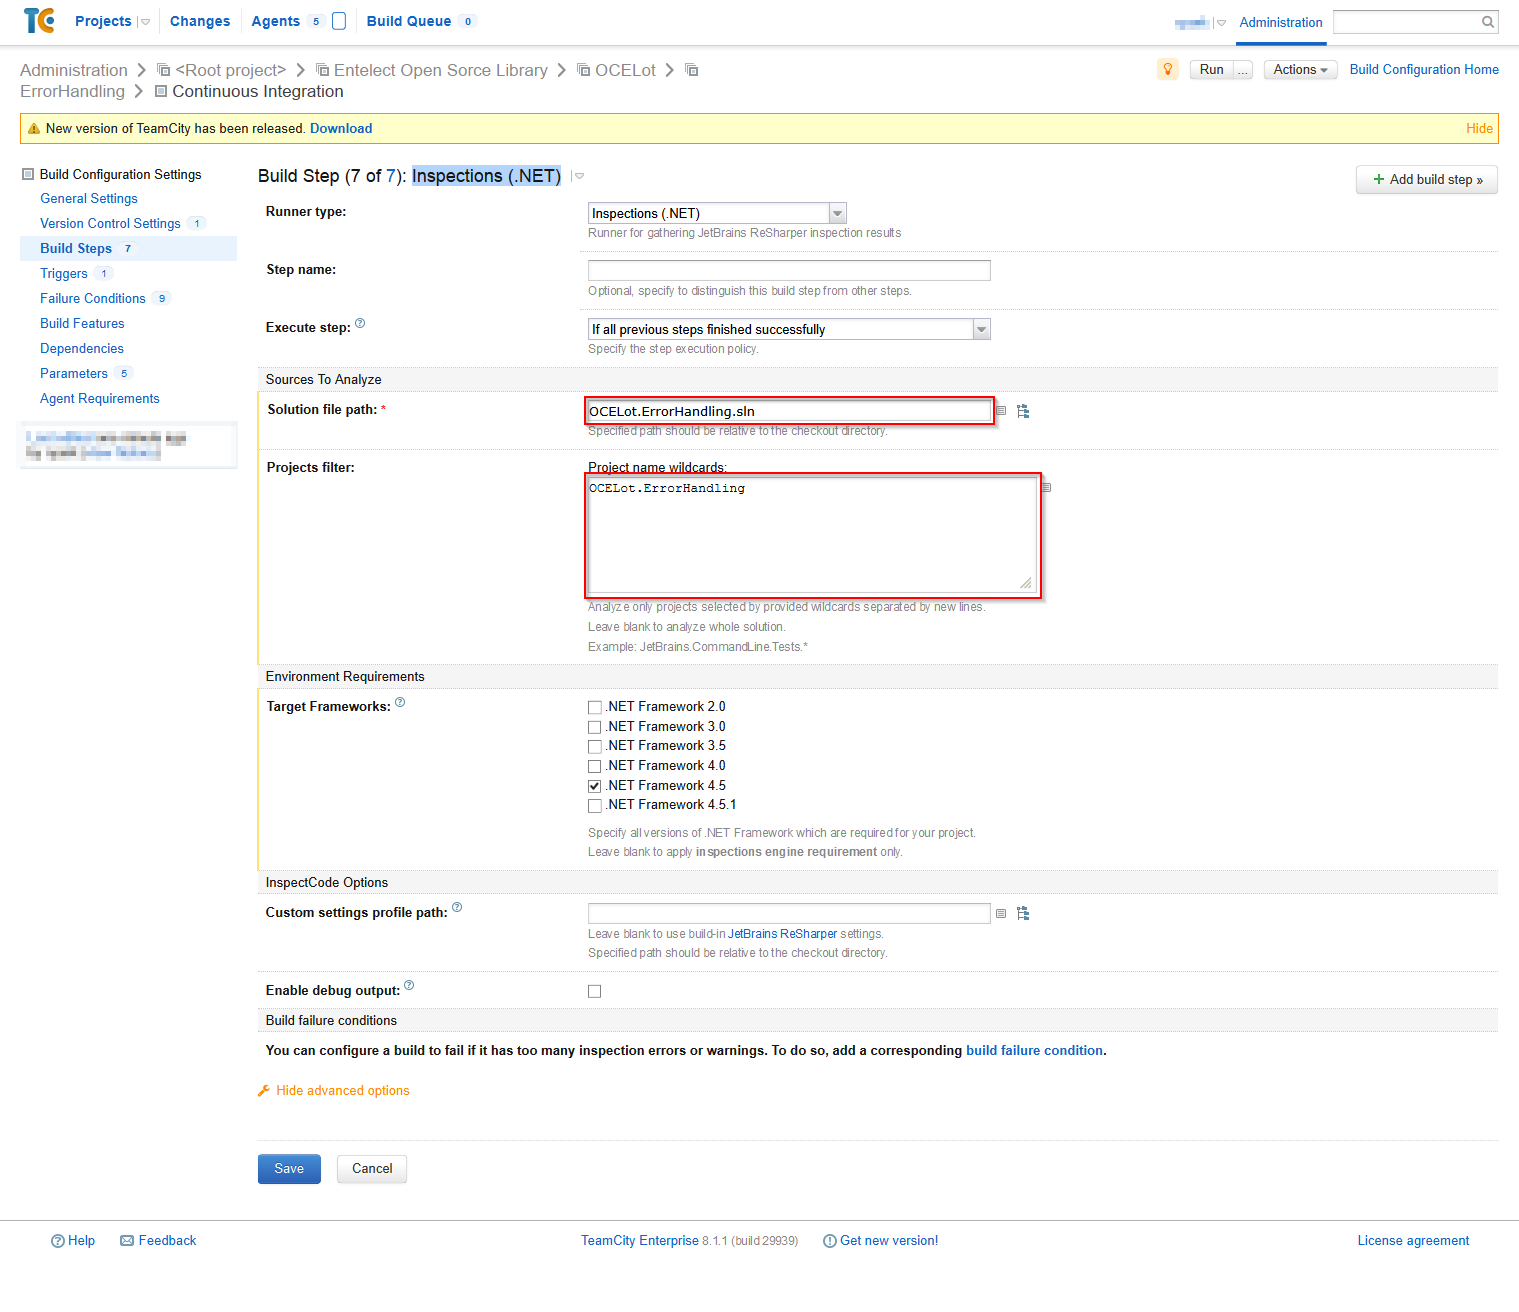 TC Projects Changes Agents 5 Build Queue 0 Administration
Administration <Root project> Entelect Open Sorce Library OCELot
ErrorHandling Continuous Integration
Run ... Actions Build Configuration Home
New version of TeamCity has been released. Download Hide
Build Configuration Settings
General Settings
Version Control Settings 1
Build Steps 7
Triggers 1
Failure Conditions 9
Build Features
Dependencies
Parameters 5
Agent Requirements
Build Step (7 of 7): Inspections (.NET)
+ Add build step »
Runner type: Inspections (.NET)
Runner for gathering JetBrains ReSharper inspection results
Step name:
Optional, specify to distinguish this build step from other steps.
Execute step: ? If all previous steps finished successfully
Specify the step execution policy.
Sources To Analyze
Solution file path: * OCELot.ErrorHandling.sln
Specified path should be relative to the checkout directory.
Projects filter: Project name wildcards:
OCELot.ErrorHandling
Analyze only projects selected by provided wildcards separated by new lines.
Leave blank to analyze whole solution.
Example: JetBrains.CommandLine.Tests.*
Environment Requirements
Target Frameworks: ? .NET Framework 2.0
.NET Framework 3.0
.NET Framework 3.5
.NET Framework 4.0
.NET Framework 4.5
.NET Framework 4.5.1
Specify all versions of .NET Framework which are required for your project.
Leave blank to apply inspections engine requirement only.
InspectCode Options
Custom settings profile path: ?
Leave blank to use build-in JetBrains ReSharper settings.
Specified path should be relative to the checkout directory.
Enable debug output: ?
Build failure conditions
You can configure a build to fail if it has too many inspection errors or warnings. To do so, add a corresponding build failure condition.
Hide advanced options
Save Cancel
? Help Feedback TeamCity Enterprise 8.1.1 (build 29939) ! Get new version! License agreement